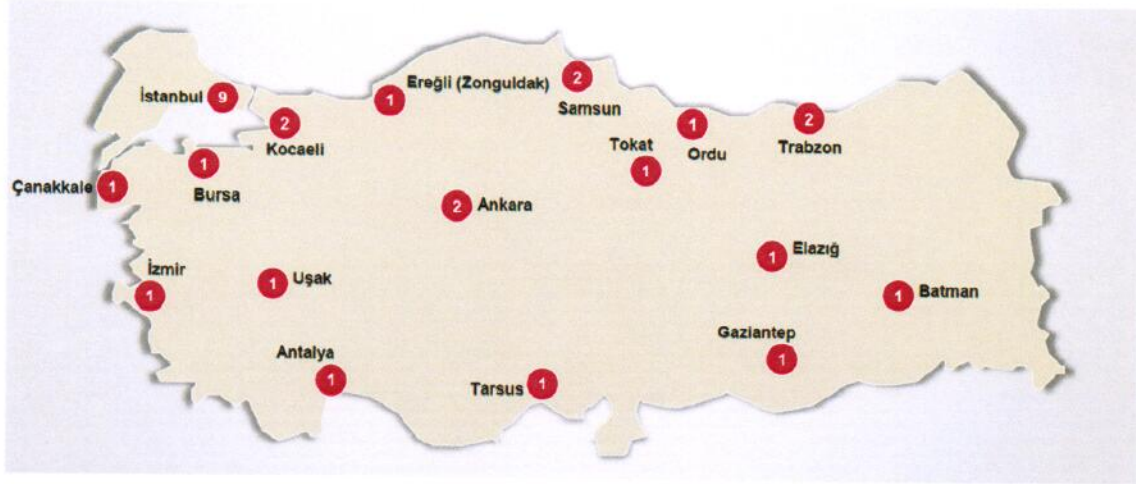 İstanbul 9
2
Kocaeli
Ereğli (Zonguldak)
1
2
Samsun
1
Ordu
2
Trabzon
Tokat
1
Çanakkale 1
1
Bursa
2 Ankara
İzmir
1
1 Uşak
1 Elazığ
1 Batman
Gaziantep
1
Antalya
1
Tarsus 1